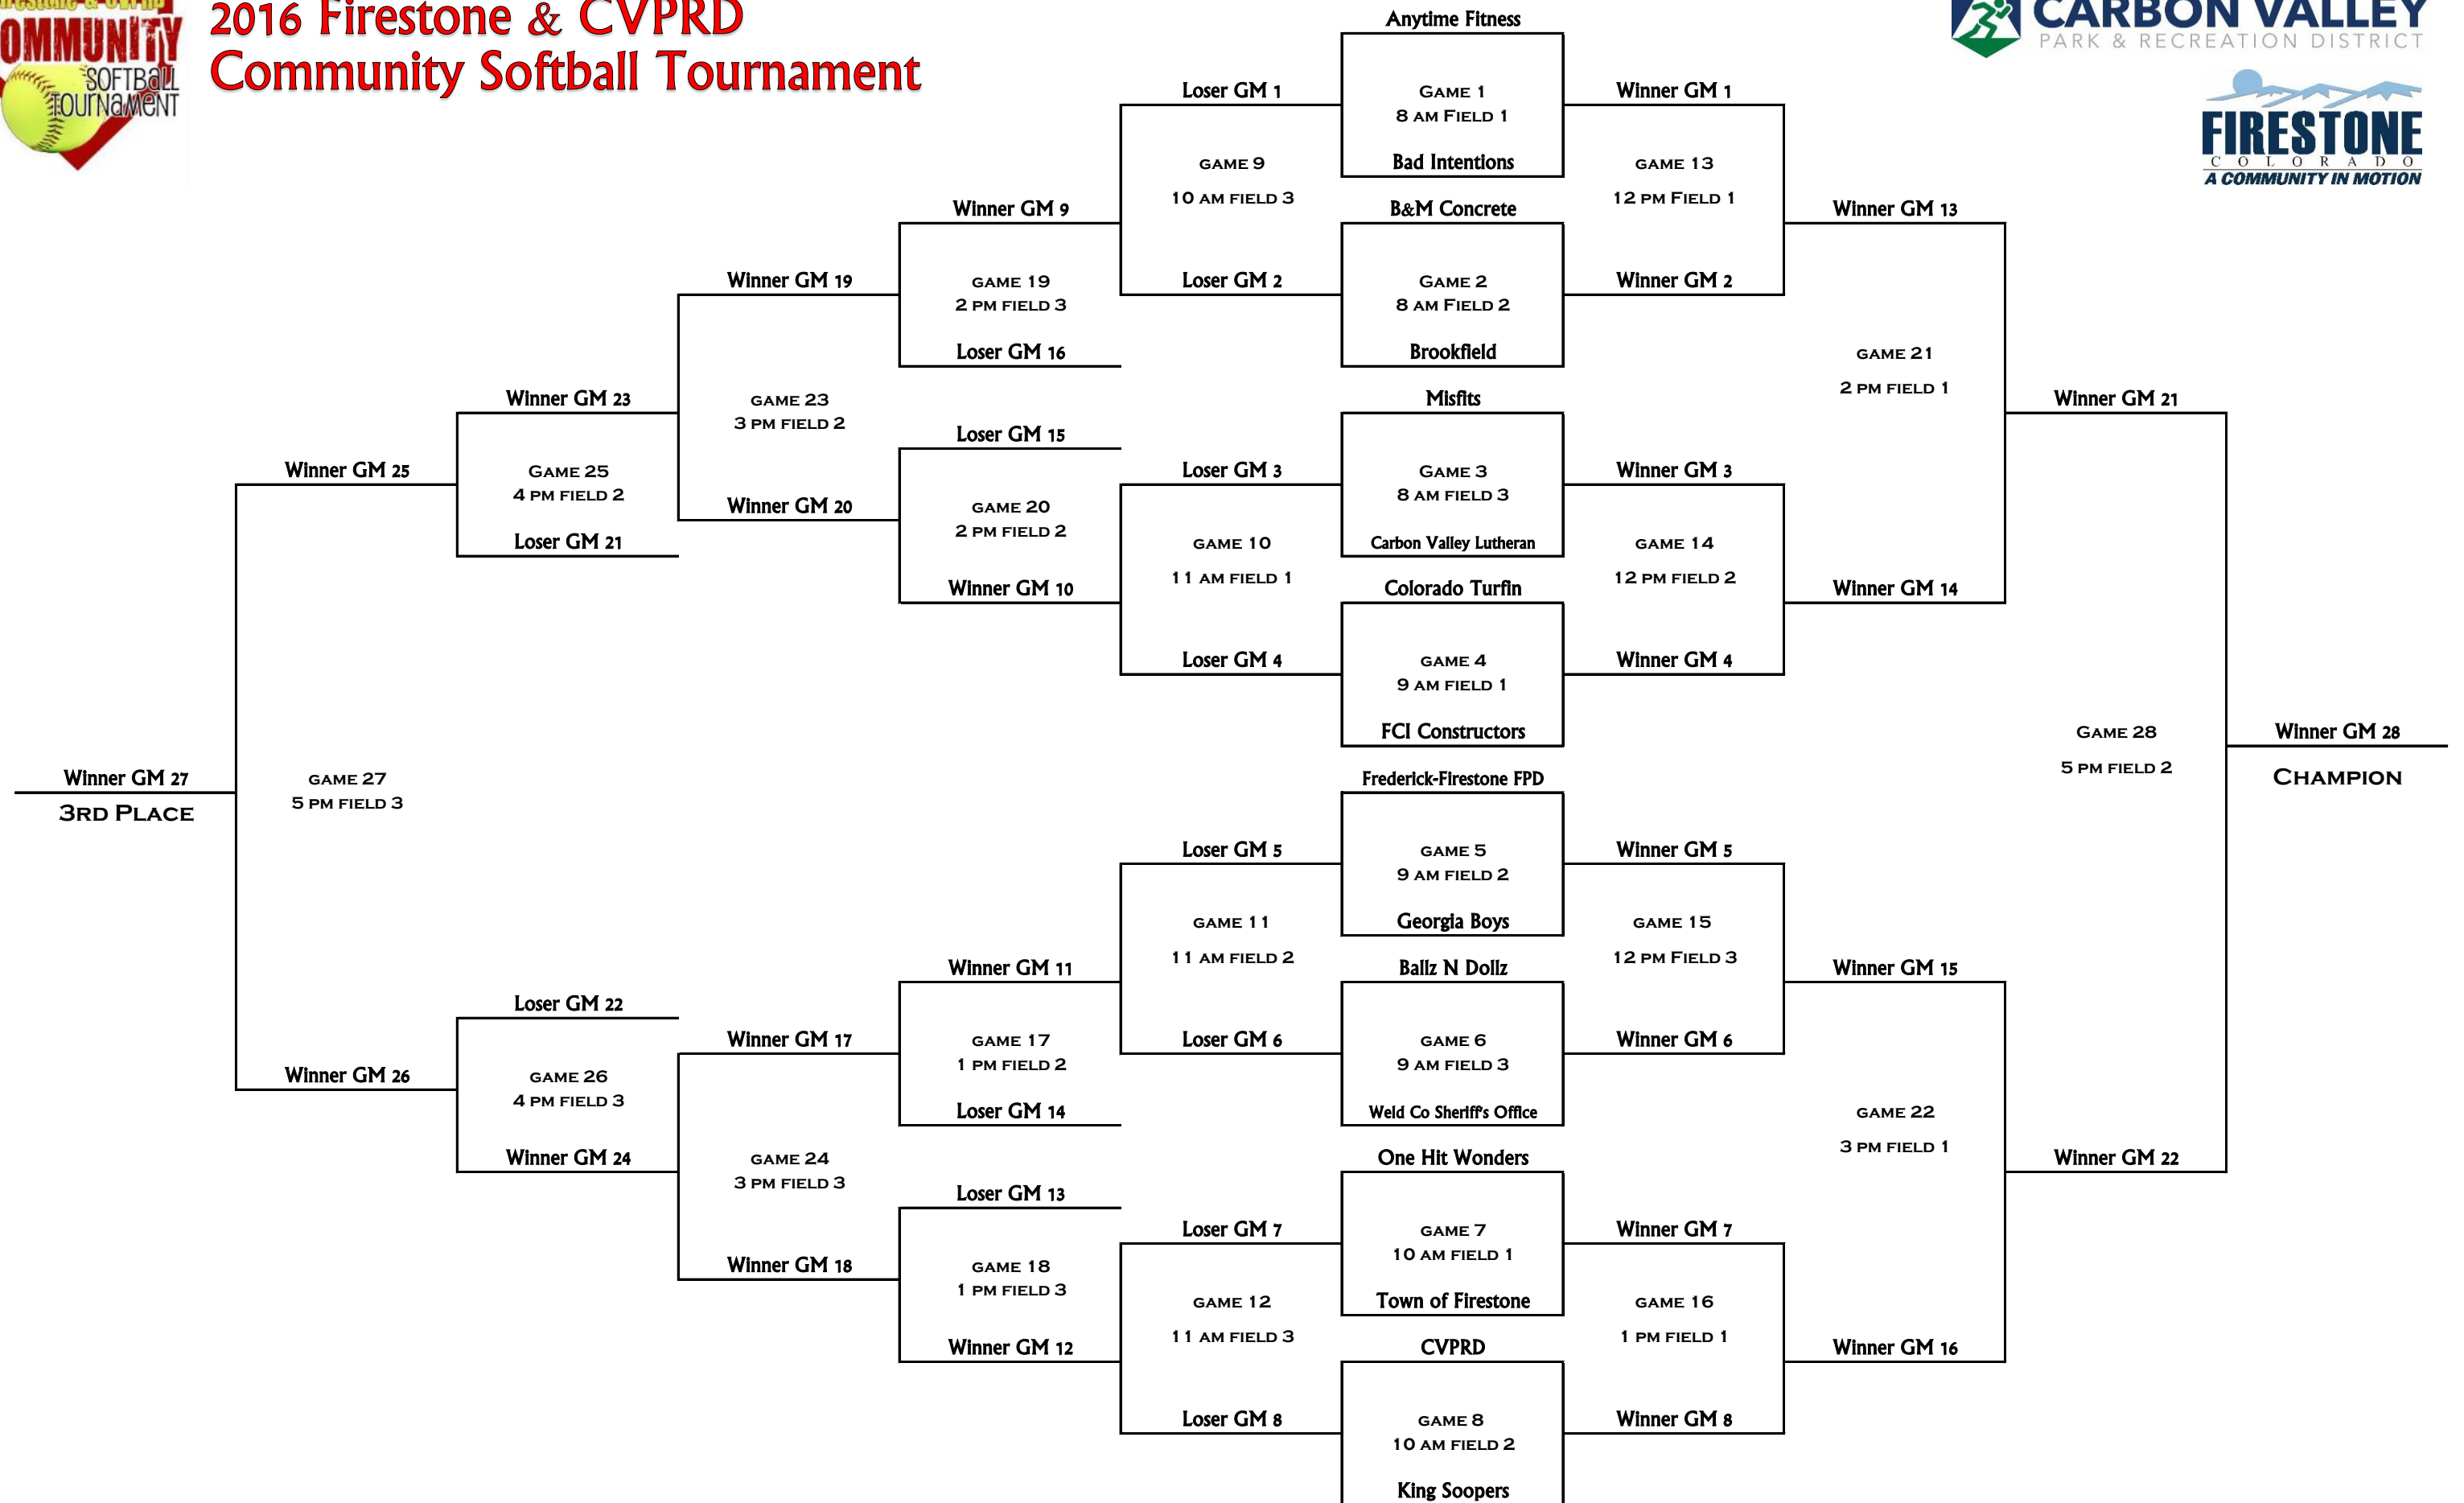 OMMUNITY
SOFTBALL
TOURNAMENT
2016 Firestone & CVPRD
Community Softball Tournament
CARBON VALLEY
PARK & RECREATION DISTRICT
FIRESTONE
COLORADO
A COMMUNITY IN MOTION
Anytime Fitness
Loser GM 1
GAME 1
8 AM FIELD 1
Winner GM 1
GAME 9
10 AM FIELD 3
Bad Intentions
GAME 13
12 PM FIELD 1
Winner GM 9
B&M Concrete
Winner GM 13
Winner GM 19
GAME 19
2 PM FIELD 3
Loser GM 2
GAME 2
8 AM FIELD 2
Winner GM 2
Loser GM 16
Brookfield
GAME 21
2 PM FIELD 1
Winner GM 23
GAME 23
3 PM FIELD 2
Misfits
Winner GM 21
Loser GM 15
Winner GM 25
GAME 25
4 PM FIELD 2
Loser GM 3
GAME 3
8 AM FIELD 3
Winner GM 3
Winner GM 20
GAME 20
2 PM FIELD 2
Loser GM 21
GAME 10
11 AM FIELD 1
Carbon Valley Lutheran
GAME 14
12 PM FIELD 2
Winner GM 10
Colorado Turfin
Winner GM 14
Loser GM 4
GAME 4
9 AM FIELD 1
Winner GM 4
FCI Constructors
GAME 28
5 PM FIELD 2
Winner GM 28
CHAMPION
Winner GM 27
3RD PLACE
GAME 27
5 PM FIELD 3
Frederick-Firestone FPD
Loser GM 5
GAME 5
9 AM FIELD 2
Winner GM 5
GAME 11
11 AM FIELD 2
Georgia Boys
GAME 15
12 PM FIELD 3
Winner GM 11
Ballz N Dollz
Winner GM 15
Loser GM 22
Winner GM 17
GAME 17
1 PM FIELD 2
Loser GM 6
GAME 6
9 AM FIELD 3
Winner GM 6
Winner GM 26
GAME 26
4 PM FIELD 3
Loser GM 14
Weld Co Sheriff's Office
GAME 22
3 PM FIELD 1
Winner GM 24
GAME 24
3 PM FIELD 3
One Hit Wonders
Winner GM 22
Loser GM 13
Loser GM 7
GAME 7
10 AM FIELD 1
Winner GM 7
Winner GM 18
GAME 18
1 PM FIELD 3
GAME 12
11 AM FIELD 3
Town of Firestone
GAME 16
1 PM FIELD 1
Winner GM 12
CVPRD
Winner GM 16
Loser GM 8
GAME 8
10 AM FIELD 2
Winner GM 8
King Soopers